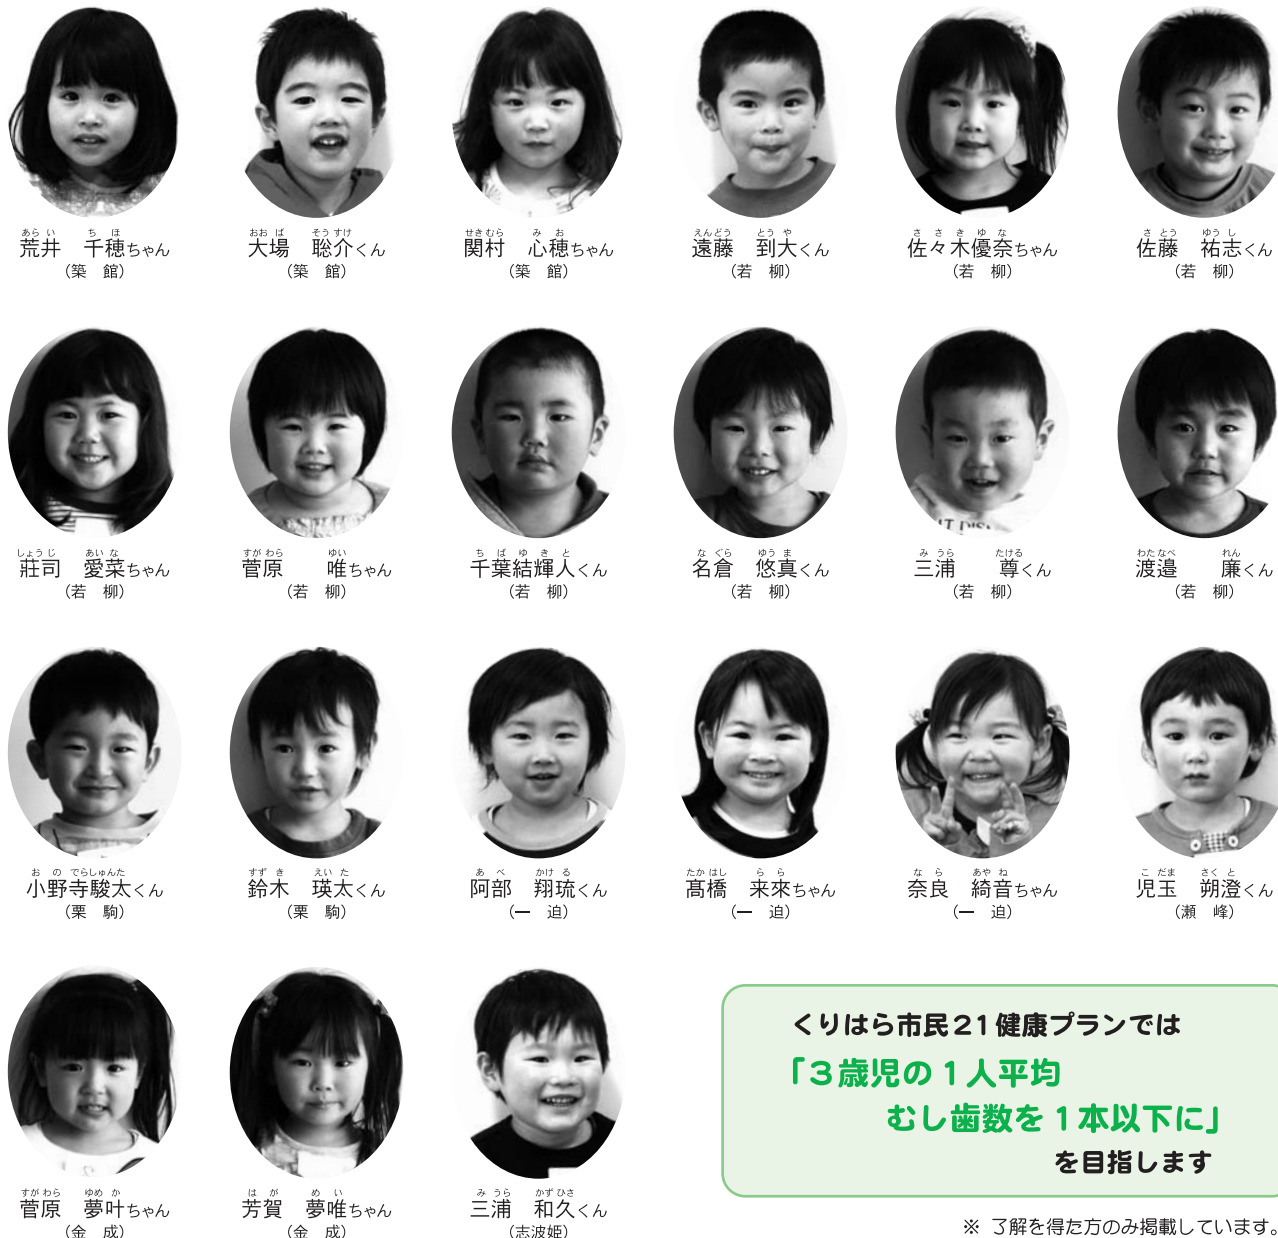 あらい ちほ
荒井 千穂ちゃん
（築 館）
おおば そうすけ
大場 聡介くん
（築 館）
せきむら みお
関村 心穂ちゃん
（築 館）
えんどう とうや
遠藤 到大くん
（若 柳）
ささきゆな
佐々木優奈ちゃん
（若 柳）
さとう ゆうし
佐藤 祐志くん
（若 柳）
しょうじ あいな
莊司 愛菜ちゃん
（若 柳）
すがわら ゆい
菅原 唯ちゃん
（若 柳）
ちばゆきと
千葉結輝人くん
（若 柳）
なぐら ゆうま
名倉 悠真くん
（若 柳）
みうら たける
三浦 尊くん
（若 柳）
わたなべ れん
渡邉 廉くん
（若 柳）
おのでらしゅんた
小野寺駿太くん
（栗 駒）
すずき えいた
鈴木 瑛太くん
（栗 駒）
あべ かける
阿部 翔琉くん
（一 迫）
たかはし らら
髙橋 来來ちゃん
（一 迫）
なら あやね
奈良 綺音ちゃん
（一 迫）
こだま さくと
児玉 朔澄くん
（瀬 峰）
すがわら ゆめか
菅原 夢叶ちゃん
（金 成）
はが めい
芳賀 夢唯ちゃん
（金 成）
みうら かずひさ
三浦 和久くん
（志波姫）
くりはら市民21健康プランでは
「３歳児の１人平均
むし歯数を１本以下に」
を目指します
※ 了解を得た方のみ掲載しています。